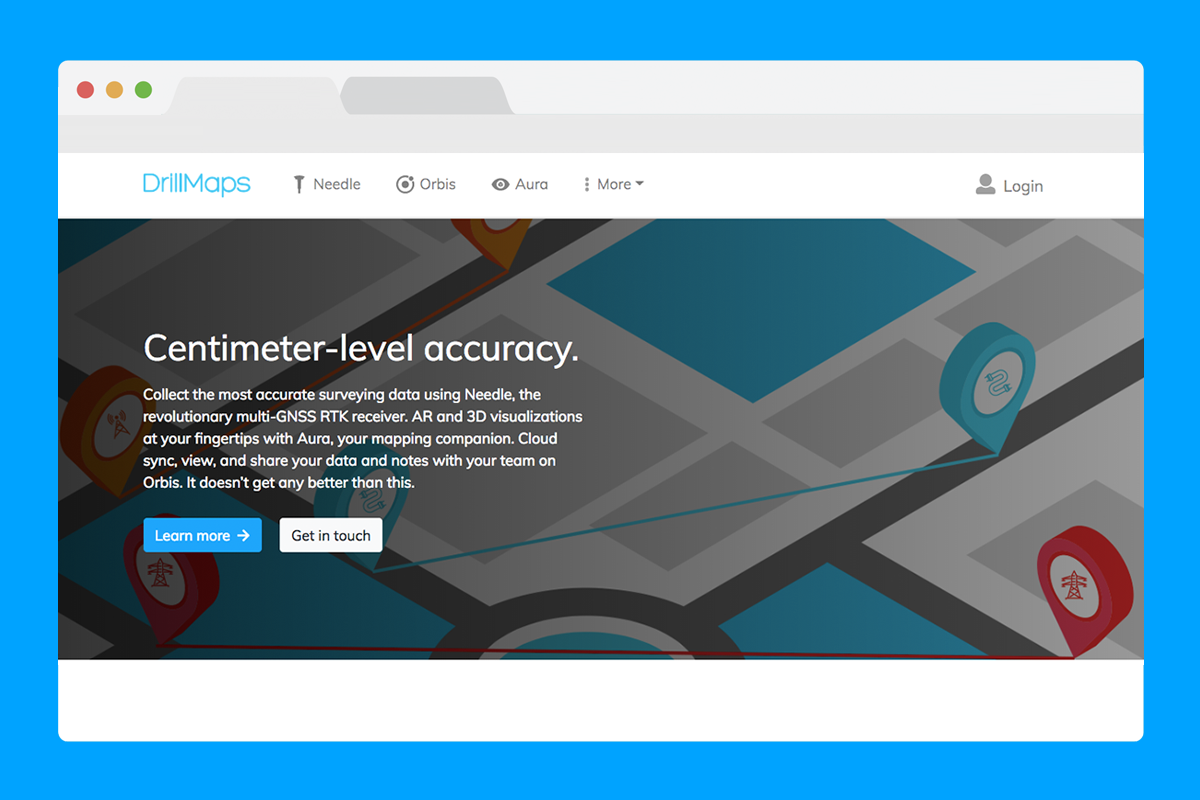 DrillMaps Needle Orbis Aura More Login
Centimeter-level accuracy.
Collect the most accurate surveying data using Needle, the
revolutionary multi-GNSS RTK receiver. AR and 3D visualizations
at your fingertips with Aura, your mapping companion. Cloud
sync, view, and share your data and notes with your team on
Orbis. It doesn't get any better than this.
Learn more → Get in touch